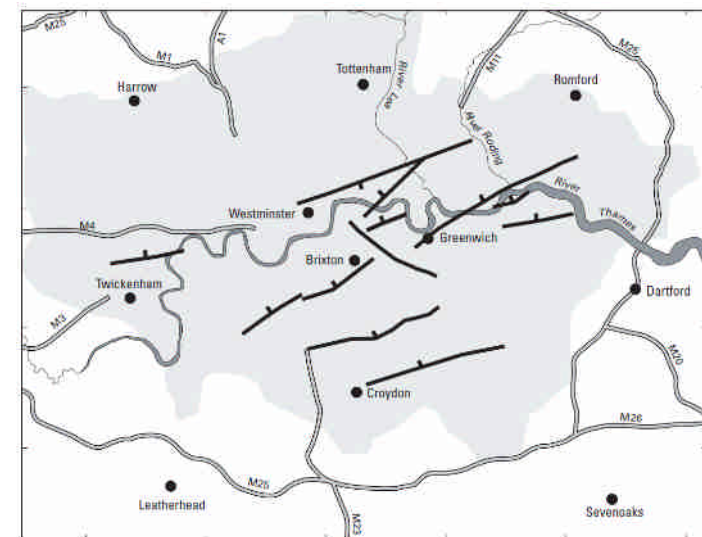 M25
M1
A1
Harrow
Tottenham
River Lea
M11
River Roding
Romford
M25
Westminster
River
Thames
M4
Greenwich
Brixton
Twickenham
Dartford
M3
M20
Croydon
M26
M25
Leatherhead
M23
Sevenoaks